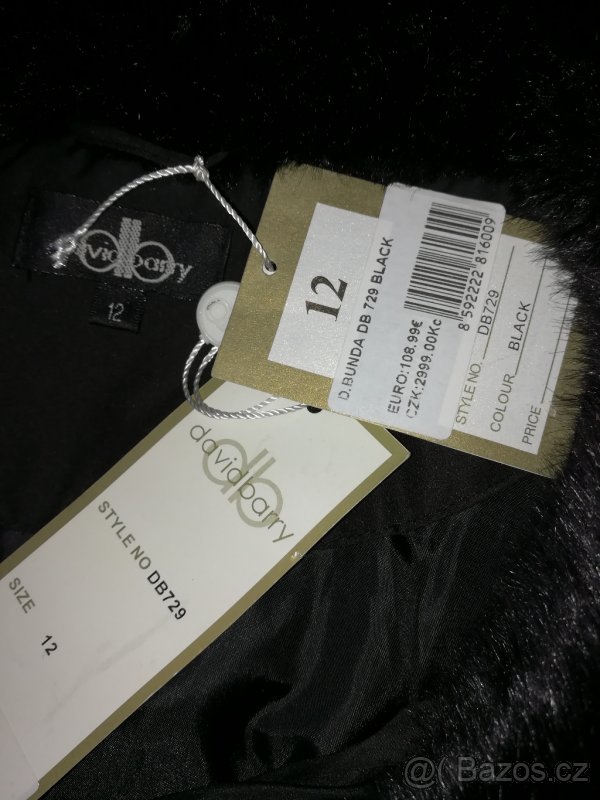 davidbarry
12
12
D.BUNDA DB 729 BLACK
EURO:108.99€
CZK:2999.00Kc
8 592222 816009
STYLE NO. DB729
COLOUR BLACK
PRICE
db
davidbarry
STYLE NO DB729
SIZE 12
@( Bazos.cz